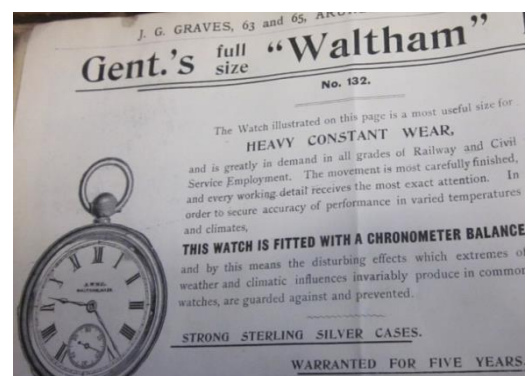 J. G. GRAVES, 63 and 65,
Gent.'s full size "Waltham"
No. 132.
The Watch illustrated on this page is a most useful size for
HEAVY CONSTANT WEAR,
and is greatly in demand in all grades of Railway and Civil
Service Employment. The movement is most carefully finished,
and every working detail receives the most exact attention. In
order to secure accuracy of performance in varied temperatures
and climates,
THIS WATCH IS FITTED WITH A CHRONOMETER BALANCE
and by this means the disturbing effects which extremes of
weather and climatic influences invariably produce in common
watches, are guarded against and prevented.
STRONG STERLING SILVER CASES.
WARRANTED FOR FIVE YEARS.